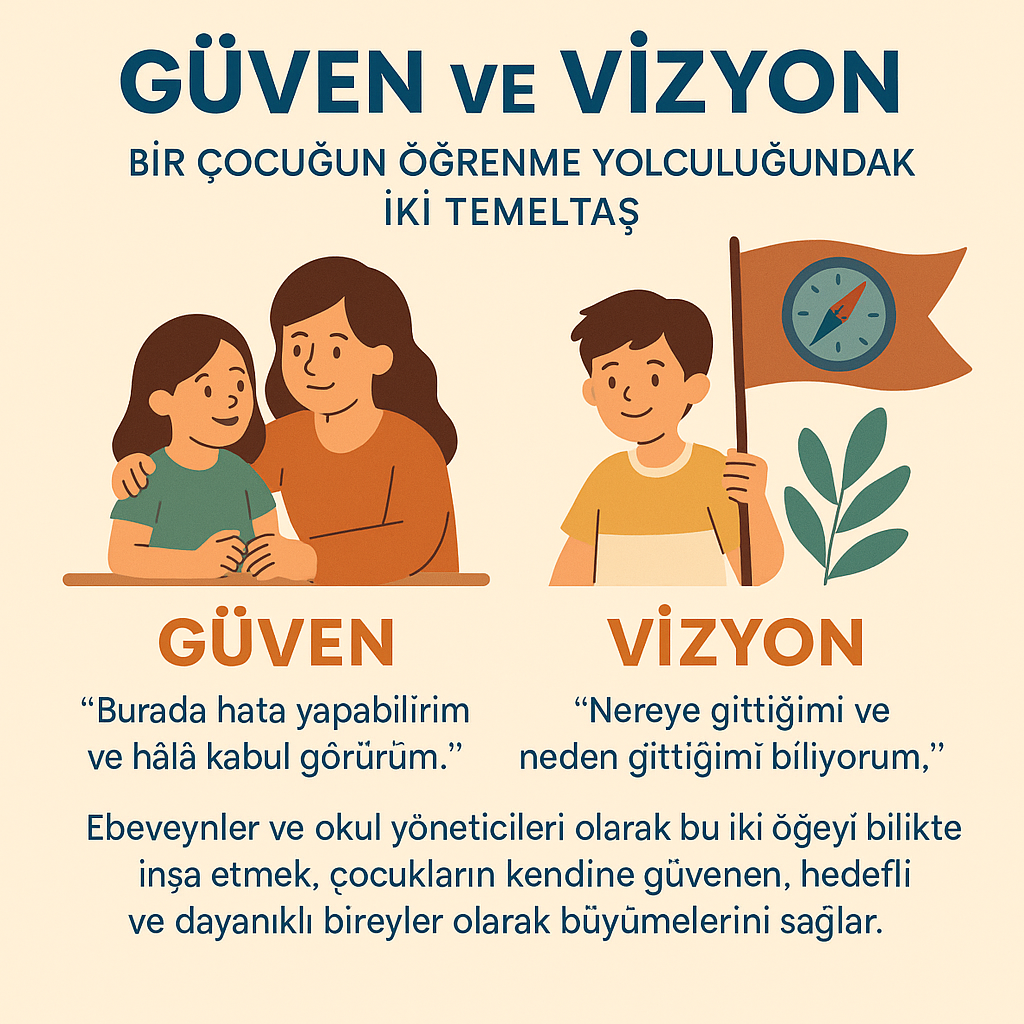 GÜVEN VE VİZYON
BİR ÇOCUĞUN ÖĞRENME YOLCULUĞUNDAK
İKİ TEMELTAŞ
GÜVEN
VİZYON
“Burada hata yapabilirim
ve hâlâ kabul görürüm.”
“Nereye gittiğimi ve
neden gittiğimi biliyorum,”
Ebeveynler ve okul yöneticileri olarak bu iki öğeyi bilikte
inşa etmek, çocukların kendine güvenen, hedefli
ve dayanıklı bireyler olarak büyümelerini sağlar.